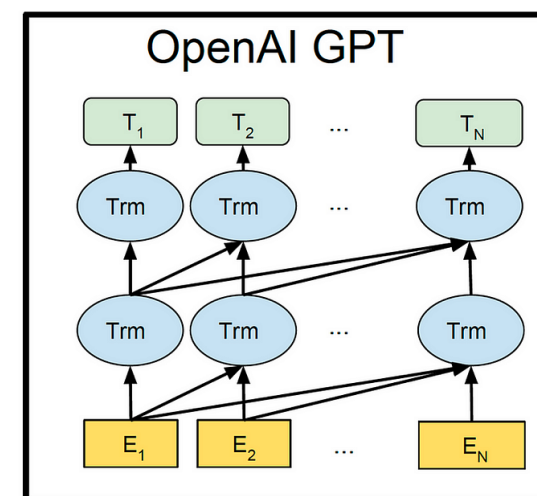 OpenAI GPT
T1 T2 ... TN
Trm Trm ... Trm
Trm Trm ... Trm
E1 E2 ... EN